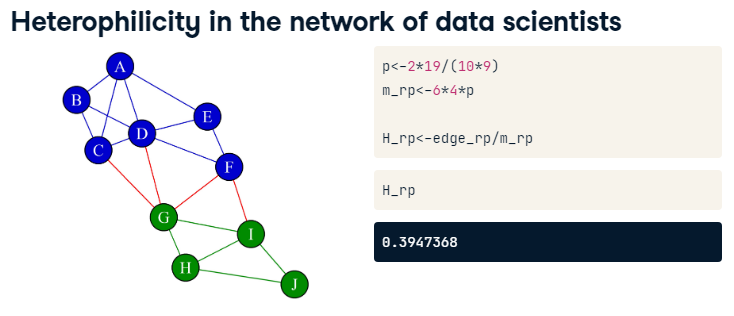 Heterophilicity in the network of data scientists
A
B
E
D
C
F
G
I
H
J
p<-2*19/(10*9)
m_rp<-6*4*p
H_rp<-edge_rp/m_rp
H_rp
0.3947368